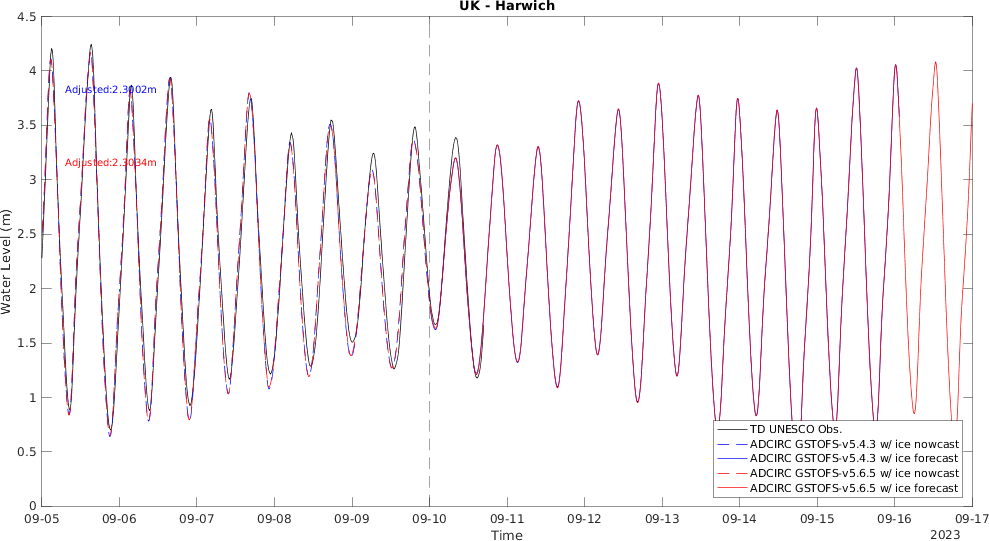 UK - Harwich
4.5
4
3.5
3
2.5
2
1.5
1
0.5
0
Water Level (m)
Adjusted:2.3002m
Adjusted:2.3034m
TD UNESCO Obs.
ADCIRC GSTOFS-v5.4.3 w/ ice nowcast
ADCIRC GSTOFS-v5.4.3 w/ ice forecast
ADCIRC GSTOFS-v5.6.5 w/ ice nowcast
ADCIRC GSTOFS-v5.6.5 w/ ice forecast
09-05 09-06 09-07 09-08 09-09 09-10 09-11 09-12 09-13 09-14 09-15 09-16 09-17
Time
2023